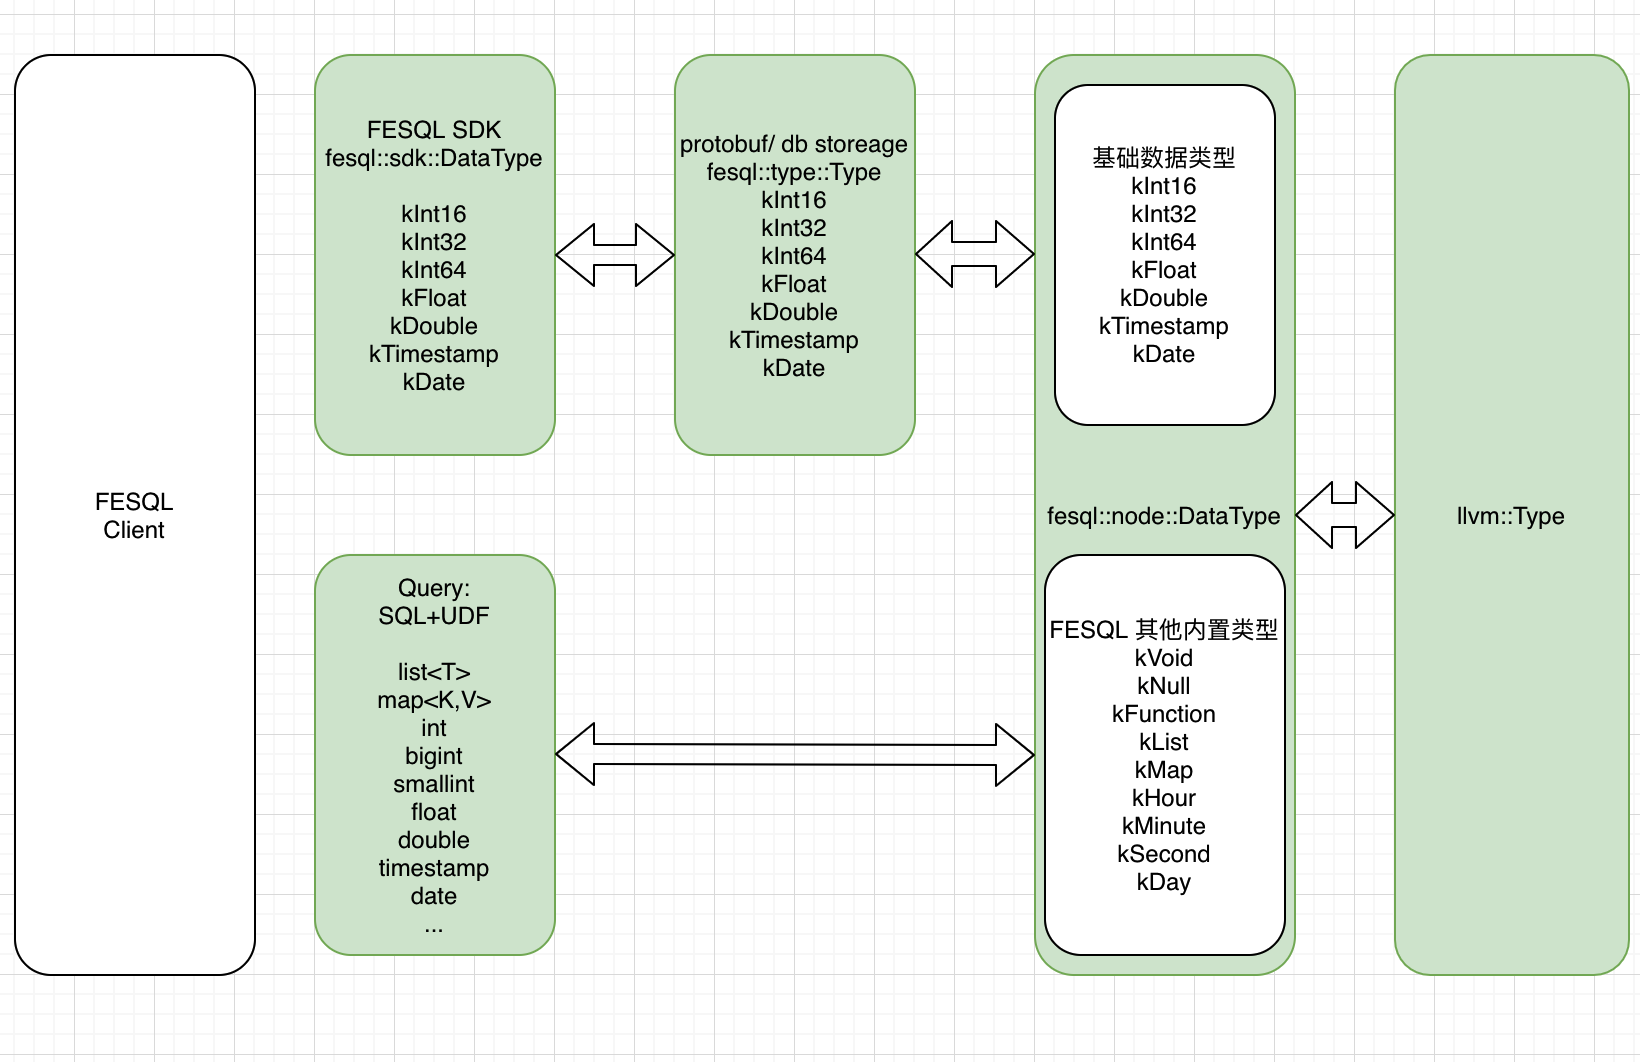 FESQL
Client
FESQL SDK
fesql::sdk::DataType
kInt16
kInt32
kInt64
kFloat
kDouble
kTimestamp
kDate
protobuf/ db storeage
fesql::type::Type
kInt16
kInt32
kInt64
kFloat
kDouble
kTimestamp
kDate
基础数据类型
kInt16
kInt32
kInt64
kFloat
kDouble
kTimestamp
kDate
fesql::node::DataType
llvm::Type
Query:
SQL+UDF
list<T>
map<K,V>
int
bigint
smallint
float
double
timestamp
date
...
FESQL 其他内置类型
kVoid
kNull
kFunction
kList
kMap
kHour
kMinute
kSecond
kDay